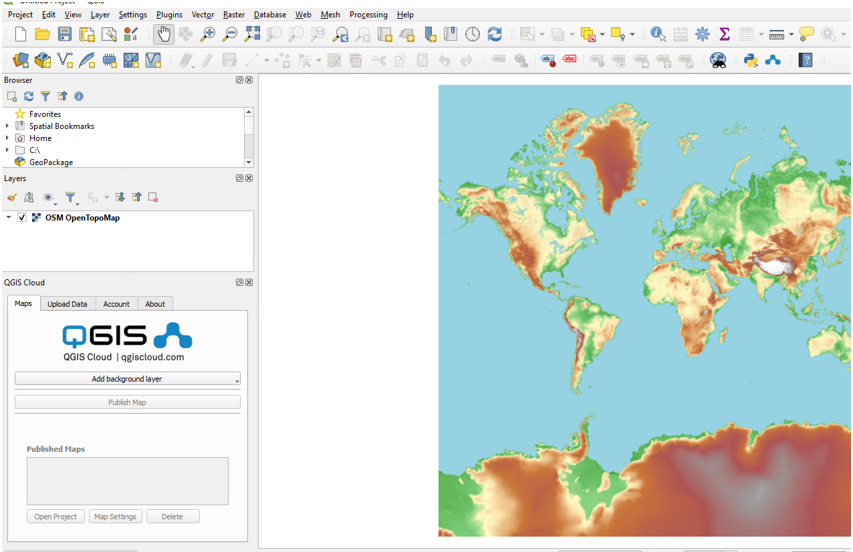 Project Edit View Layer Settings Plugins Vector Raster Database Web Mesh Processing Help
Browser
Favorites
Spatial Bookmarks
Home
C:\
GeoPackage
Layers
OSM OpenTopoMap
QGIS Cloud
Maps Upload Data Account About
QGIS
QGIS Cloud | qgiscloud.com
Add background layer
Publish Map
Published Maps
Open Project Map Settings Delete